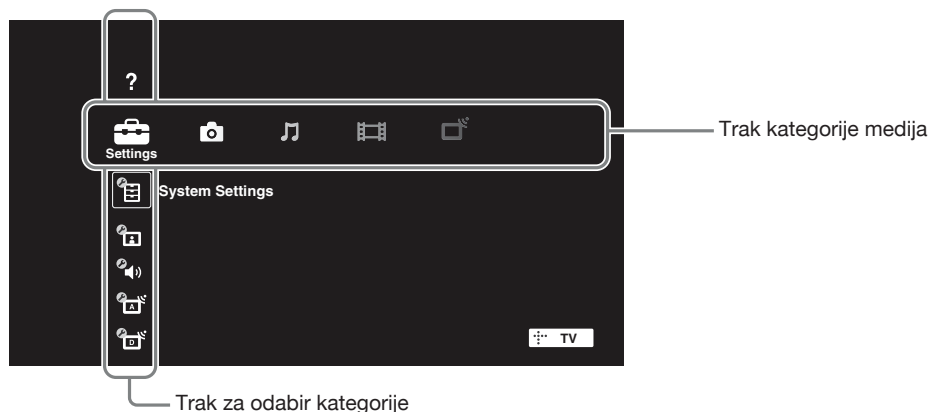 ?
Trak kategorije medija
Settings
System Settings
A
D
TV
Trak za odabir kategorije